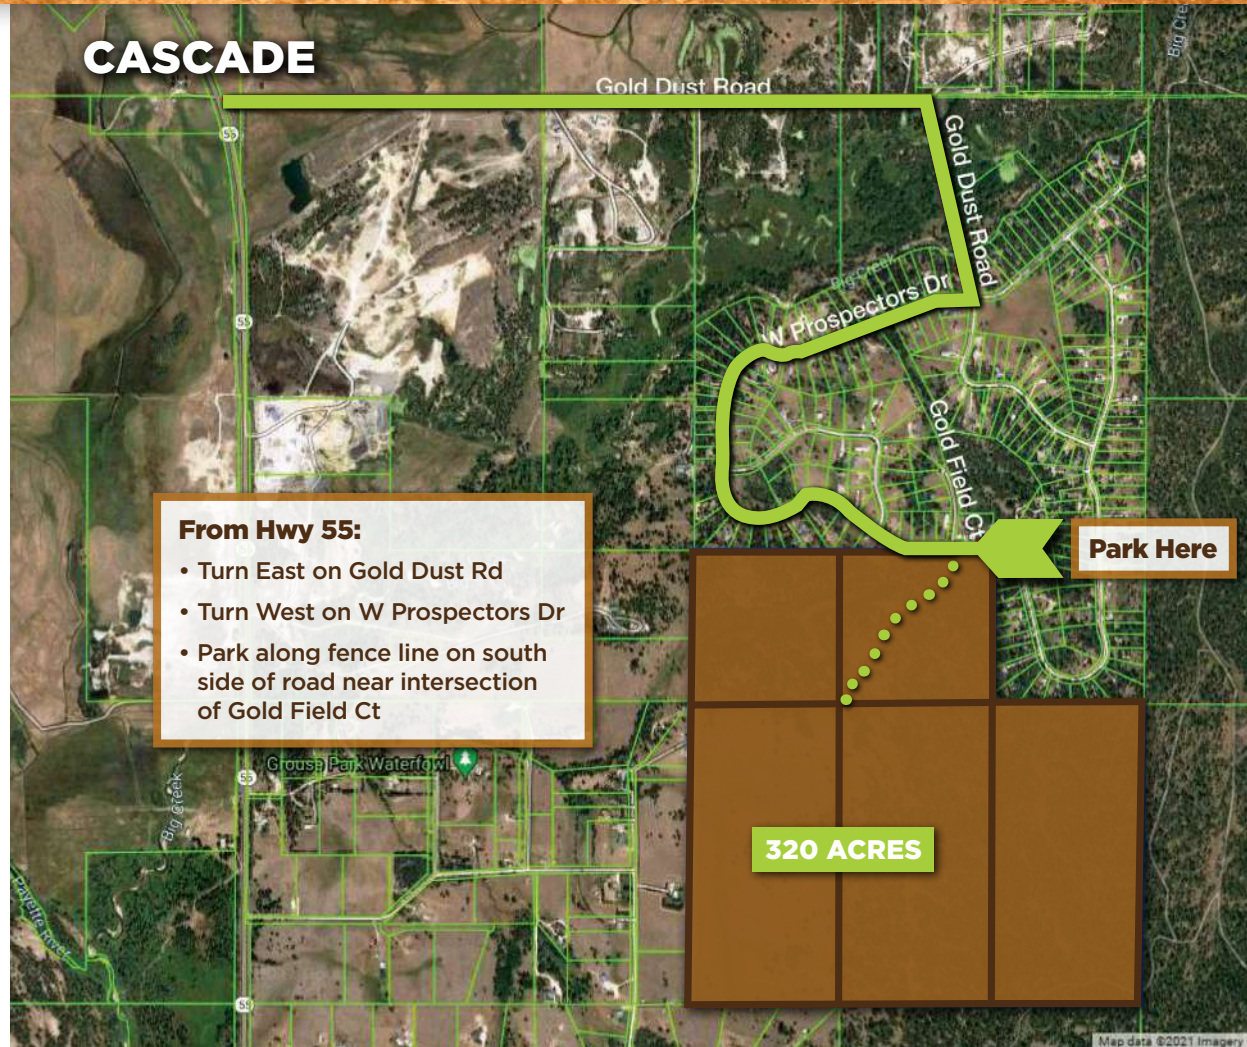 CASCADE
Gold Dust Road
Big Cre
55
Gold Dust Road
Big Creek
W Prospectors Dr
55
Gold Field Ct
From Hwy 55:
• Turn East on Gold Dust Rd
• Turn West on W Prospectors Dr
• Park along fence line on south
side of road near intersection
of Gold Field Ct
Park Here
Grouse Park Waterfowl
55
Big Creek
320 ACRES
Payette River
55
Map data ©2021 Imagery